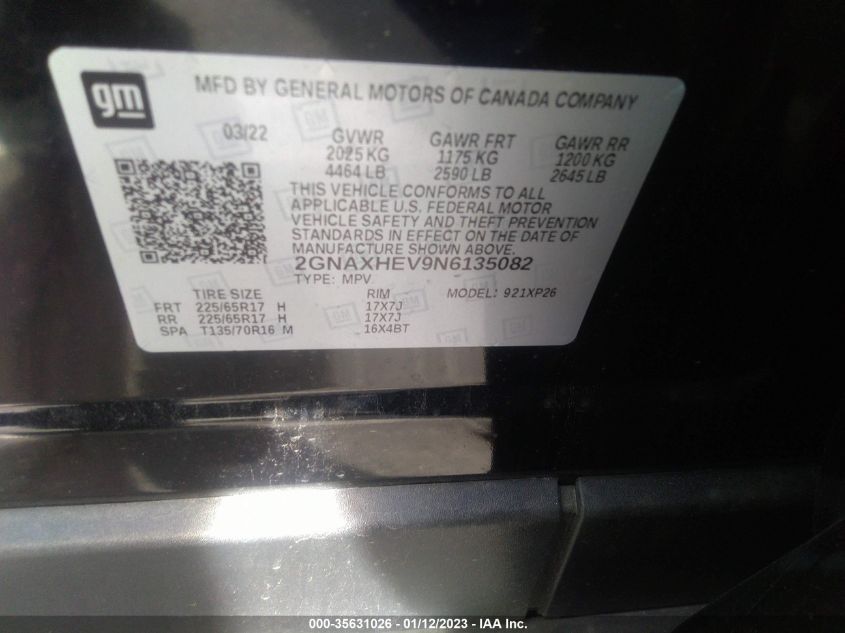 gm
MFD BY GENERAL MOTORS OF CANADA COMPANY
03/22 GVWR GAWR FRT GAWR RR
2025 KG 1175 KG 1200 KG
4464 LB 2590 LB 2645 LB
THIS VEHICLE CONFORMS TO ALL
APPLICABLE U.S. FEDERAL MOTOR
VEHICLE SAFETY AND THEFT PREVENTION
STANDARDS IN EFFECT ON THE DATE OF
MANUFACTURE SHOWN ABOVE.
2GNAXHEV9N6135082
TYPE: MPV MODEL: 921XP26
TIRE SIZE RIM
FRT 225/65R17 H 17X7J
RR 225/65R17 H 17X7J
SPA T135/70R16 M 16X4BT
000-35631026 - 01/12/2023 - © IAA Inc.